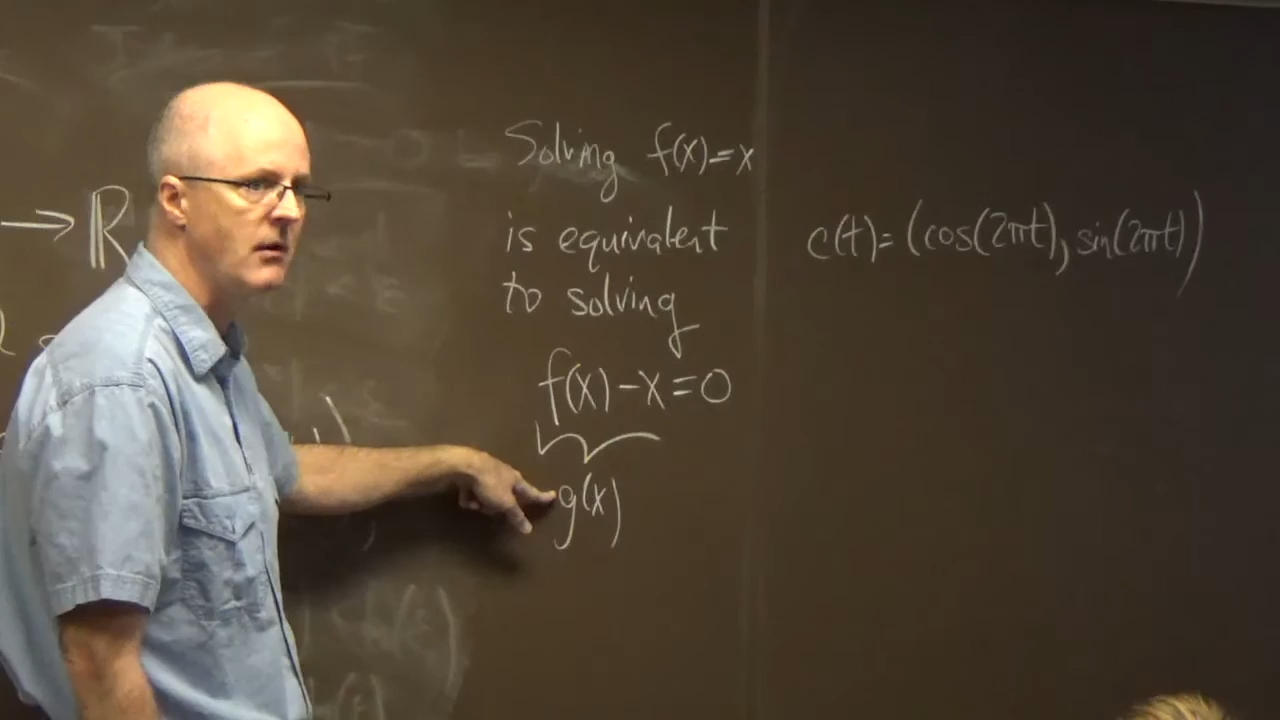 → ℝ
Solving f(x)=x
is equivalent
to solving
f(x)-x=0
g(x)
c(t)=(cos(2πt), sin(2πt))